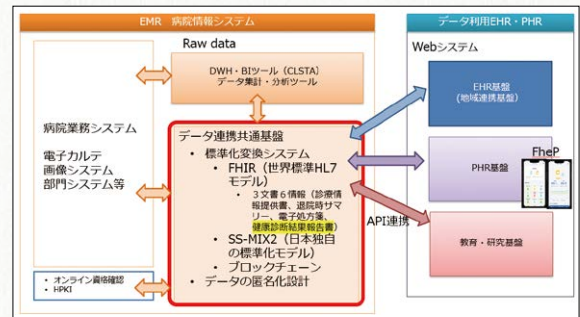 EMR 病院情報システム
Raw data
DWH・BIツール（CLSTA）
データ集計・分析ツール
病院業務システム
電子カルテ
画像システム
部門システム等
• オンライン資格確認
• HPKI
データ連携共通基盤
• 標準化変換システム
• FHIR（世界標準HL7
モデル）
• ３文書６情報（診療情
報提供書、退院時サマ
リー、電子処方箋、
健康診断結果報告書）
• SS-MIX2（日本独自
の標準化モデル）
• ブロックチェーン
• データの匿名化設計
API連携
データ利用EHR・PHR
Webシステム
EHR基盤
(地域連携基盤)
PHR基盤
FheP
教育・研究基盤